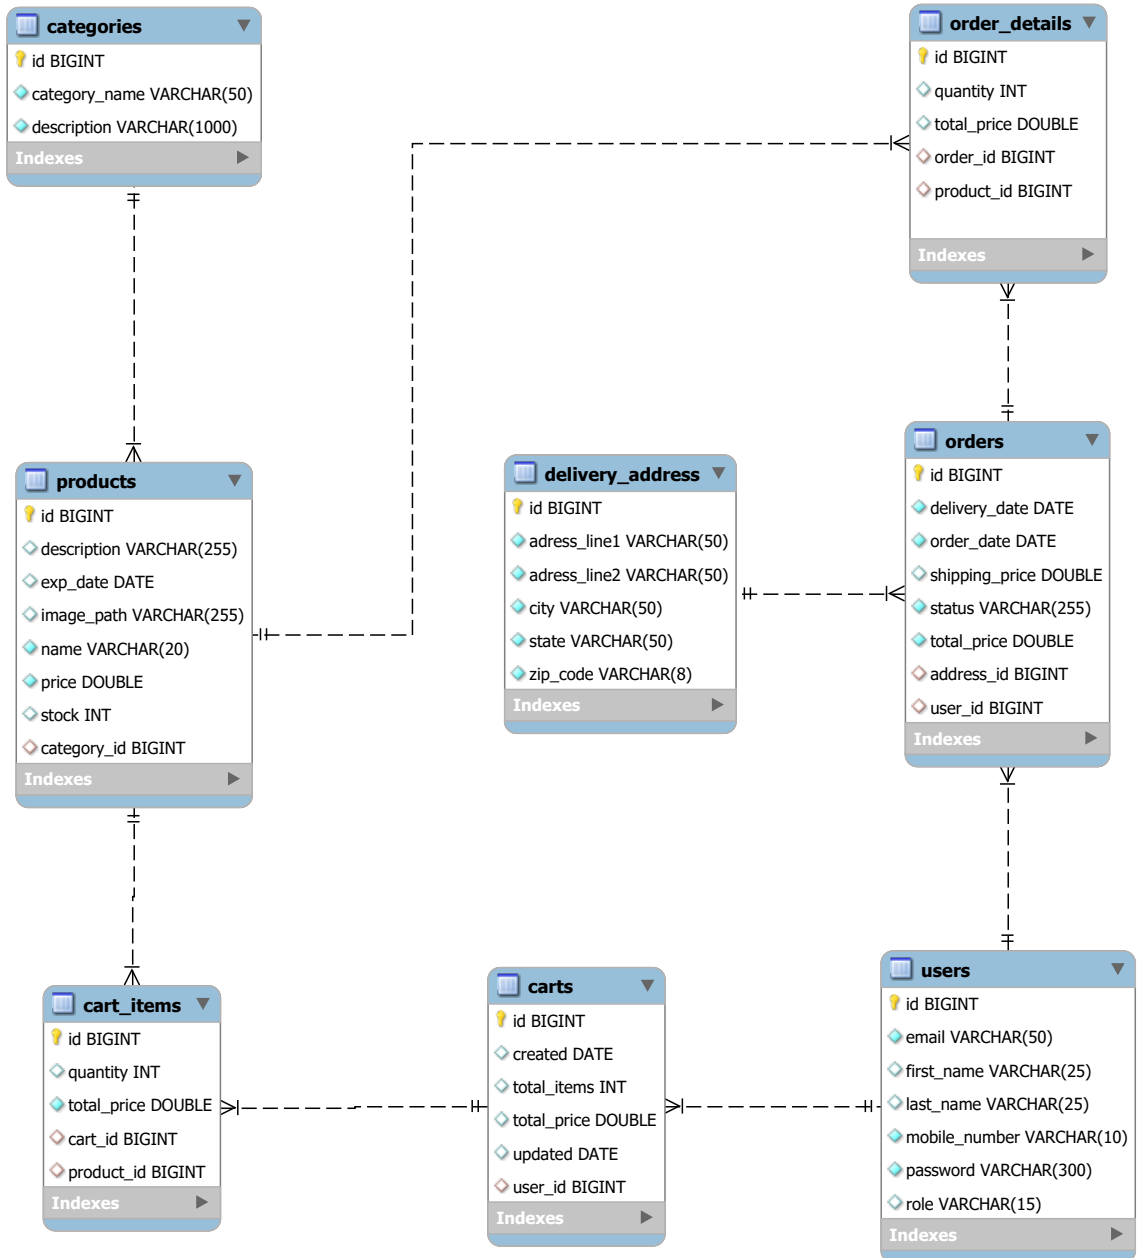 categories
id BIGINT
category_name VARCHAR(50)
description VARCHAR(1000)
Indexes
order_details
id BIGINT
quantity INT
total_price DOUBLE
order_id BIGINT
product_id BIGINT
Indexes
products
id BIGINT
description VARCHAR(255)
exp_date DATE
image_path VARCHAR(255)
name VARCHAR(20)
price DOUBLE
stock INT
category_id BIGINT
Indexes
delivery_address
id BIGINT
adress_line1 VARCHAR(50)
adress_line2 VARCHAR(50)
city VARCHAR(50)
state VARCHAR(50)
zip_code VARCHAR(8)
Indexes
orders
id BIGINT
delivery_date DATE
order_date DATE
shipping_price DOUBLE
status VARCHAR(255)
total_price DOUBLE
address_id BIGINT
user_id BIGINT
Indexes
cart_items
id BIGINT
quantity INT
total_price DOUBLE
cart_id BIGINT
product_id BIGINT
Indexes
carts
id BIGINT
created DATE
total_items INT
total_price DOUBLE
updated DATE
user_id BIGINT
Indexes
users
id BIGINT
email VARCHAR(50)
first_name VARCHAR(25)
last_name VARCHAR(25)
mobile_number VARCHAR(10)
password VARCHAR(300)
role VARCHAR(15)
Indexes